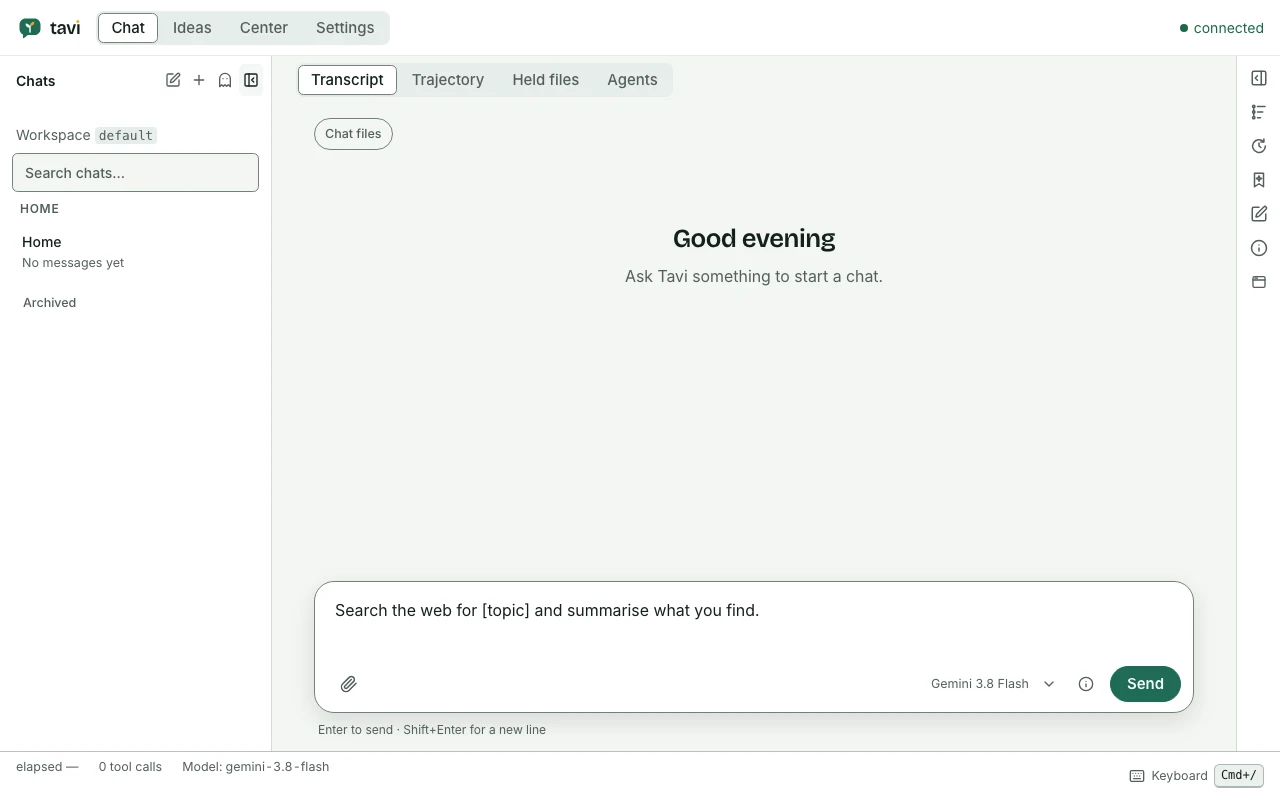 tavi
Chat Ideas Center Settings
connected
Chats
Transcript Trajectory Held files Agents
Chat files
Workspace default
Search chats...
HOME
Home
No messages yet
Archived
Good evening
Ask Tavi something to start a chat.
Search the web for [topic] and summarise what you find.
Gemini 3.8 Flash
Send
Enter to send · Shift+Enter for a new line
elapsed — 0 tool calls Model: gemini-3.8-flash
Keyboard Cmd+/